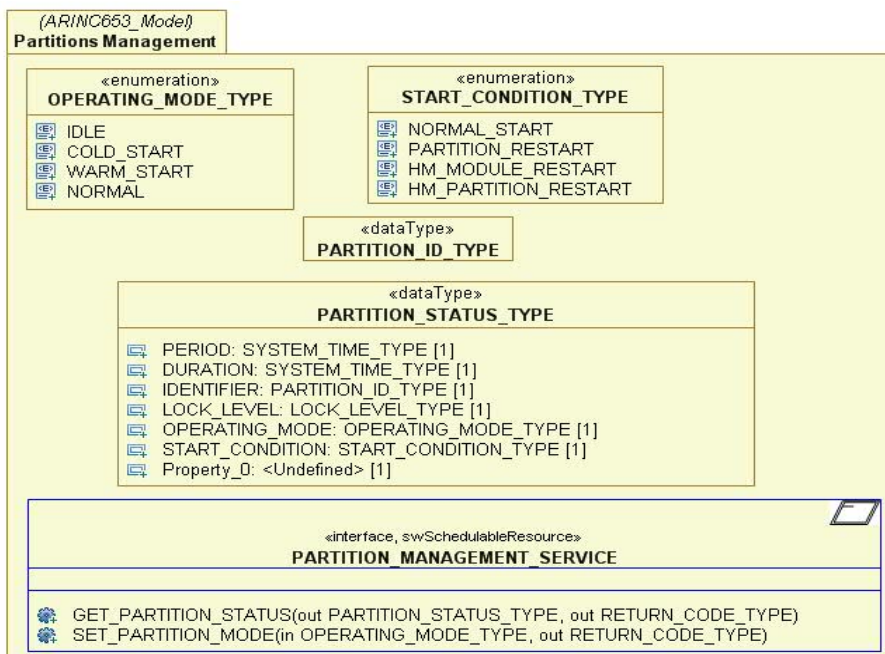 (ARINC653_Model)
Partitions Management
«enumeration»
OPERATING_MODE_TYPE
IDLE
COLD_START
WARM_START
NORMAL
«enumeration»
START_CONDITION_TYPE
NORMAL_START
PARTITION_RESTART
HM_MODULE_RESTART
HM_PARTITION_RESTART
«dataType»
PARTITION_ID_TYPE
«dataType»
PARTITION_STATUS_TYPE
PERIOD: SYSTEM_TIME_TYPE [1]
DURATION: SYSTEM_TIME_TYPE [1]
IDENTIFIER: PARTITION_ID_TYPE [1]
LOCK_LEVEL: LOCK_LEVEL_TYPE [1]
OPERATING_MODE: OPERATING_MODE_TYPE [1]
START_CONDITION: START_CONDITION_TYPE [1]
Property_0: <Undefined> [1]
«interface, swSchedulableResource»
PARTITION_MANAGEMENT_SERVICE
GET_PARTITION_STATUS(out PARTITION_STATUS_TYPE, out RETURN_CODE_TYPE)
SET_PARTITION_MODE(in OPERATING_MODE_TYPE, out RETURN_CODE_TYPE)